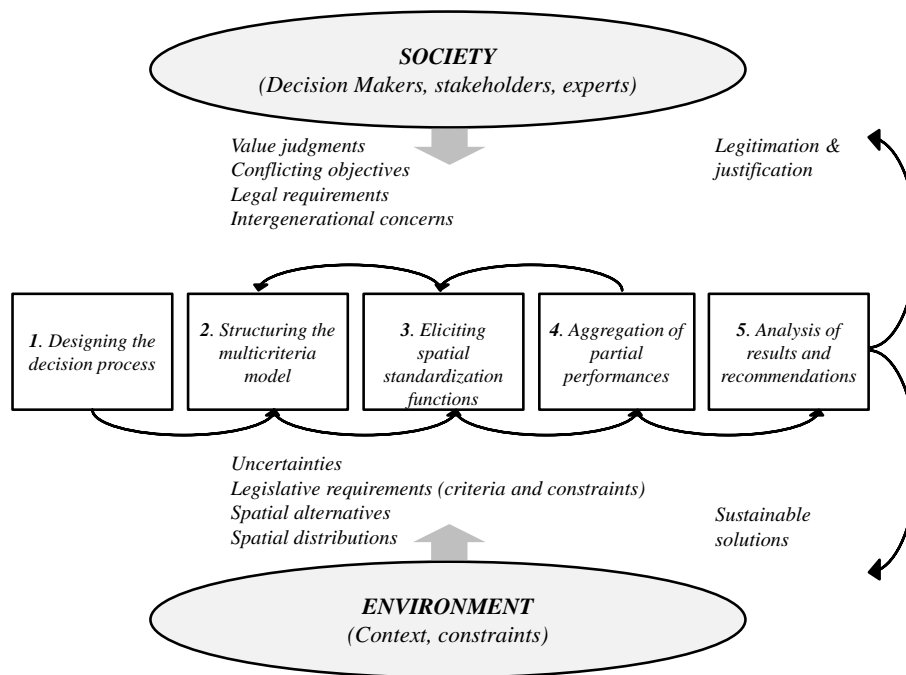 SOCIETY
(Decision Makers, stakeholders, experts)
Value judgments
Conflicting objectives
Legal requirements
Intergenerational concerns
Legitimation &
justification
1. Designing the
decision process
2. Structuring the
multicriteria
model
3. Eliciting
spatial
standardization
functions
4. Aggregation of
partial
performances
5. Analysis of
results and
recommendations
Uncertainties
Legislative requirements (criteria and constraints)
Spatial alternatives
Spatial distributions
Sustainable
solutions
ENVIRONMENT
(Context, constraints)